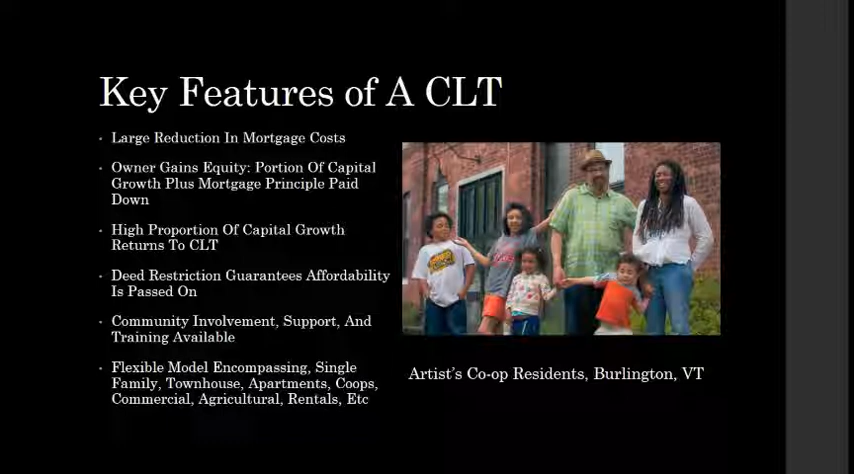 Key Features of A CLT
Large Reduction In Mortgage Costs
Owner Gains Equity: Portion Of Capital
Growth Plus Mortgage Principle Paid
Down
High Proportion Of Capital Growth
Returns To CLT
Deed Restriction Guarantees Affordability
Is Passed On
Community Involvement, Support, And
Training Available
Flexible Model Encompassing, Single
Family, Townhouse, Apartments, Coops,
Commercial, Agricultural, Rentals, Etc
Artist's Co-op Residents, Burlington, VT